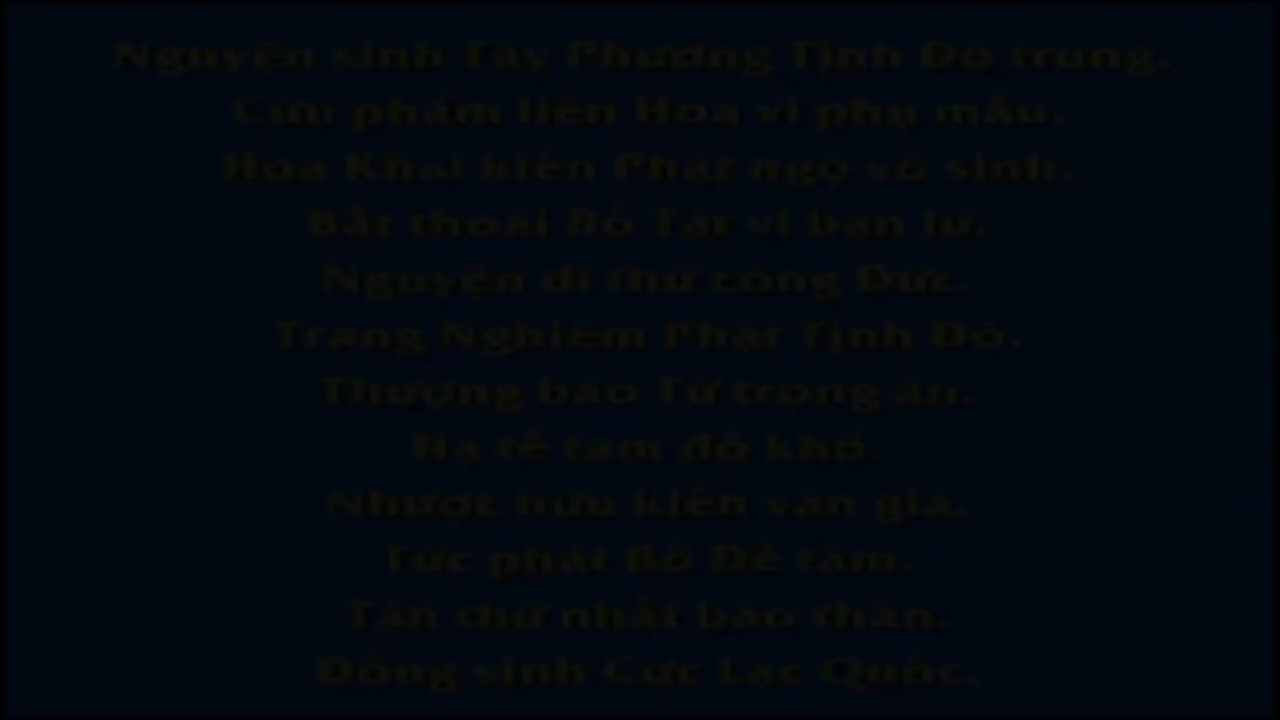 Nguyện sinh Tây Phương Tịnh Độ trung.
Cửu phẩm liên Hoa vi phụ mẫu.
Hoa Khai kiến Phật ngộ vô sinh.
Bất thoái Bồ Tát vi bạn lữ.
Nguyện dĩ thử công Đức.
Trang Nghiêm Phật Tịnh Độ.
Thượng báo Tứ trọng ân.
Hạ tế tam đồ khổ.
Nhược hữu kiến văn giả.
Tức phát Bồ Đề tâm.
Tận thử nhất báo thân.
Đồng sinh Cực Lạc Quốc.